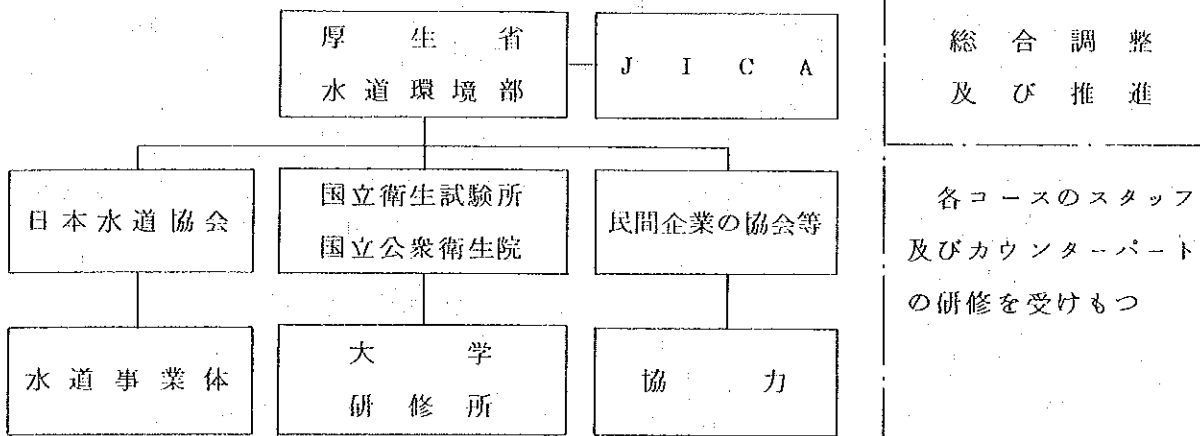 厚生省
水道環境部
JICA
総合調整
及び推進
日本水道協会
国立衛生試験所
国立公衆衛生院
民間企業の協会等
各コースのスタッフ
及びカウンターパート
の研修を受けもつ
水道事業体
大学
研修所
協力